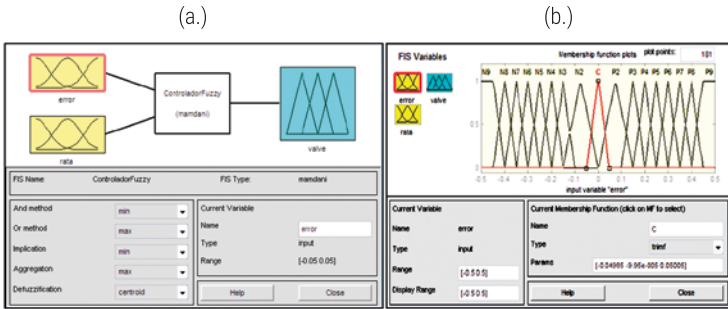 (a.)
error
rata
ControladorFuzzy
(mamdani)
valve
FIS Name: ControladorFuzzy FIS Type: mamdani
And method min
Or method max
Implication min
Aggregation max
Defuzzification centroid
Current Variable
Name error
Type input
Range [-0.05 0.05]
Help Close
(b.)
FIS Variables
error
valve
rata
Membership function plots plot points: 181
N9 N8 N7 N6 N5 N4 N3 N2 C P2 P3 P4 P5 P6 P7 P8 P9
1
0.5
0
-0.5 -0.4 -0.3 -0.2 -0.1 0 0.1 0.2 0.3 0.4 0.5
input variable "error"
Current Variable
Name error
Type input
Range [-0.5 0.5]
Display Range [-0.5 0.5]
Current Membership Function (click on MF to select)
Name C
Type trimf
Params
Help Close